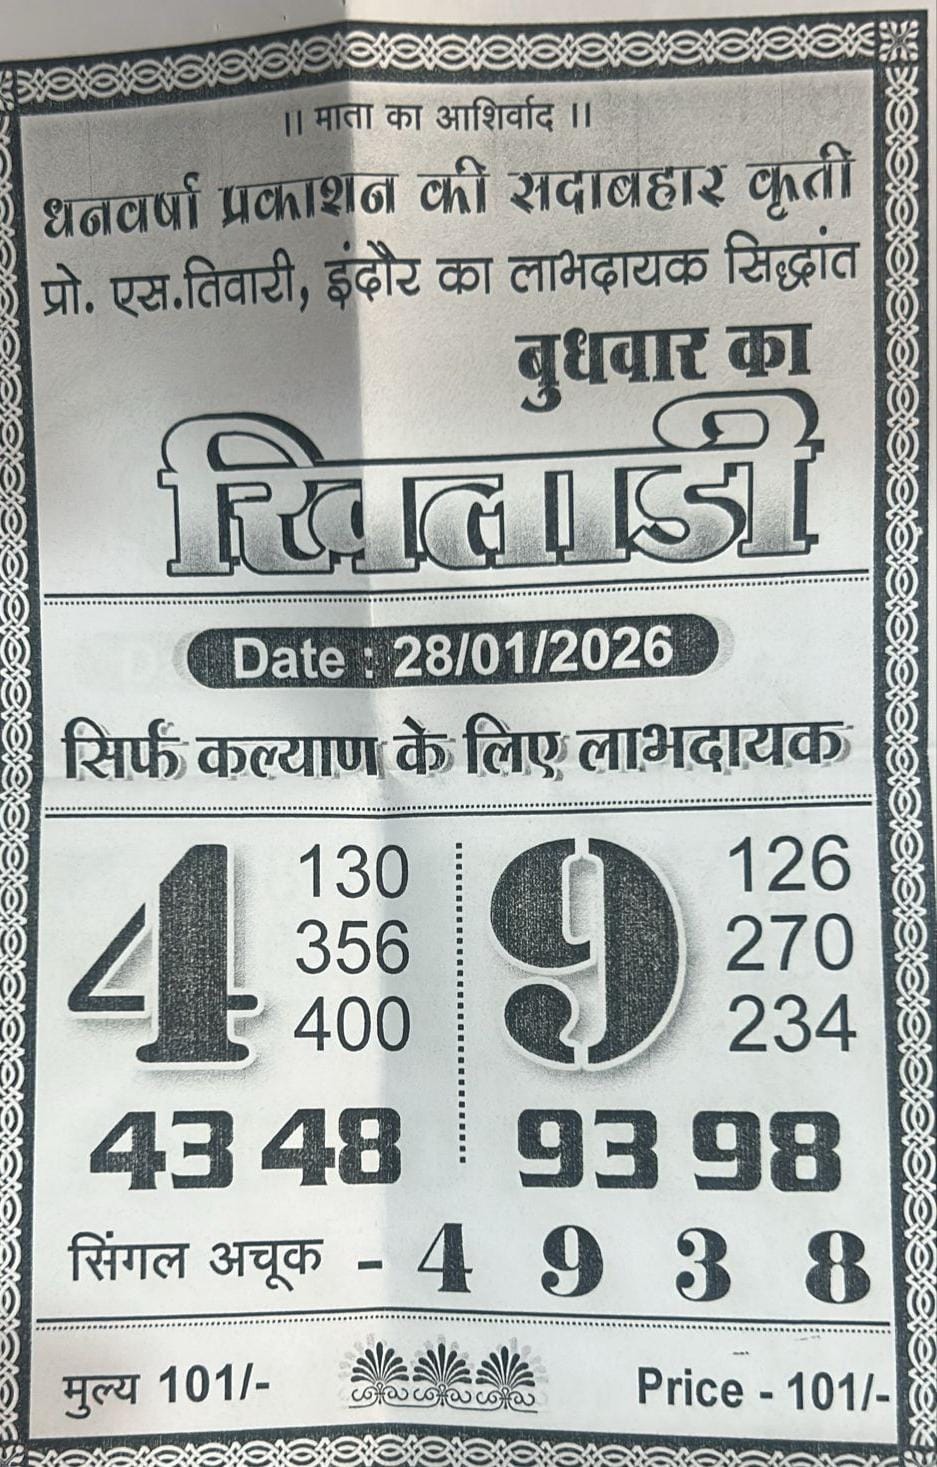 ।। माता का आशिर्वाद ।।
धनवर्षा प्रकाशन की सदाबहार कृती
प्रो. एस.तिवारी, इंदौर का लाभदायक सिद्धांत
बुधवार का
खिलाडी
Date : 28/01/2026
सिर्फ कल्याण के लिए लाभदायक
4 130 9 126
356 270
400 234
43 48 93 98
सिंगल अचूक - 4 9 3 8
मुल्य 101/- Price - 101/-